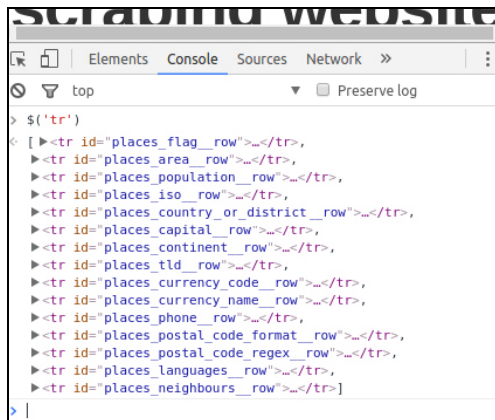 scraping website
Elements Console Sources Network »
top ▼ Preserve log
> $('tr')
[ ▶<tr id="places_flag__row">…</tr>,
▶<tr id="places_area__row">…</tr>,
▶<tr id="places_population__row">…</tr>,
▶<tr id="places_iso__row">…</tr>,
▶<tr id="places_country_or_district__row">…</tr>,
▶<tr id="places_capital__row">…</tr>,
▶<tr id="places_continent__row">…</tr>,
▶<tr id="places_tld__row">…</tr>,
▶<tr id="places_currency_code__row">…</tr>,
▶<tr id="places_currency_name__row">…</tr>,
▶<tr id="places_phone__row">…</tr>,
▶<tr id="places_postal_code_format__row">…</tr>,
▶<tr id="places_postal_code_regex__row">…</tr>,
▶<tr id="places_languages__row">…</tr>,
▶<tr id="places_neighbours__row">…</tr>]
>